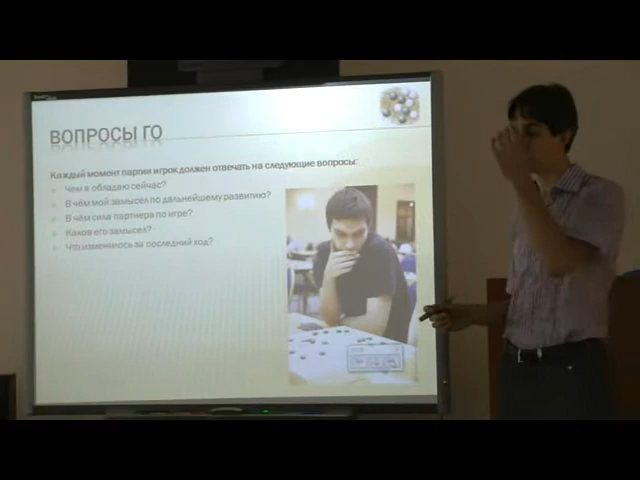 ВОПРОСЫ ГО
Каждый момент партии игрок должен отвечать на следующие вопросы:
Чем я обладаю сейчас?
В чём мой замысел по дальнейшему развитию?
В чём сила партнера по игре?
Каков его замысел?
Что изменилось за последний ход?